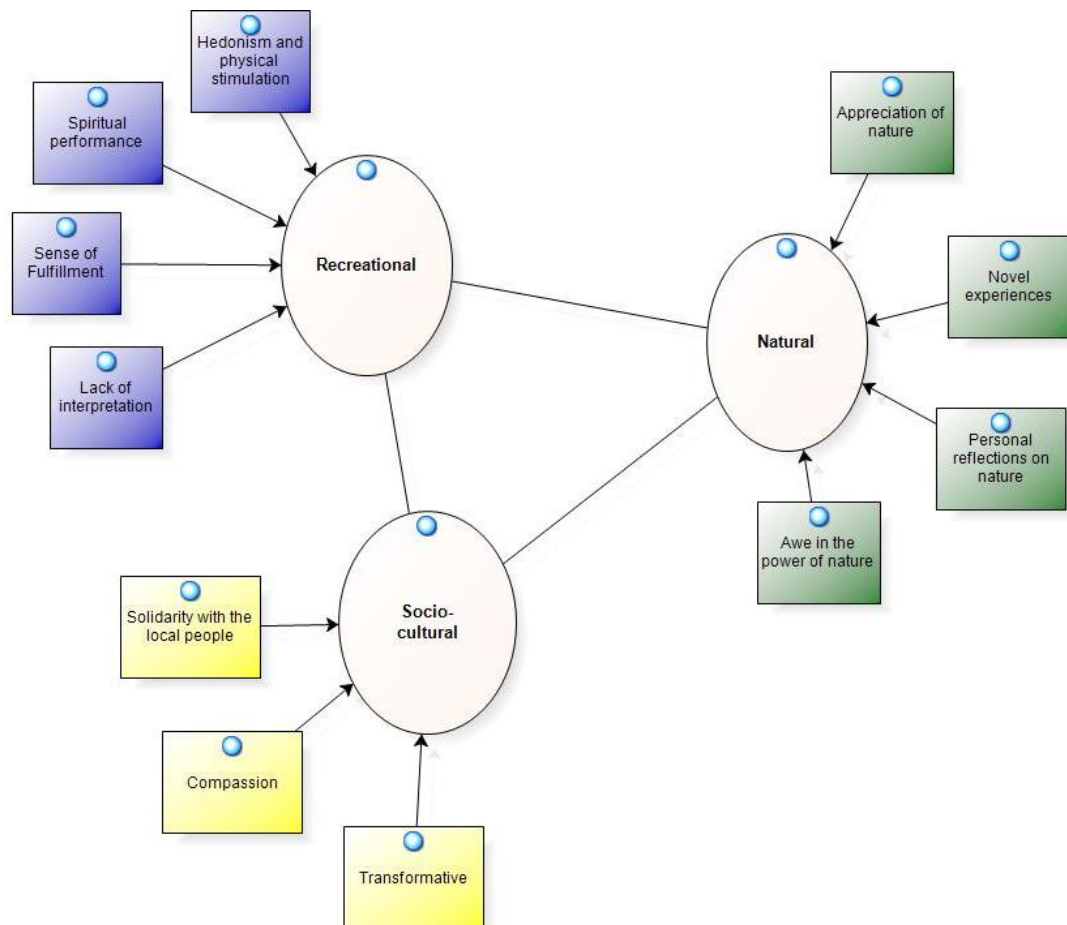 Hedonism and
physical
stimulation
Spiritual
performance
Sense of
Fulfillment
Lack of
interpretation
Recreational
Appreciation of
nature
Novel
experiences
Natural
Personal
reflections on
nature
Awe in the
power of nature
Socio-
cultural
Solidarity with the
local people
Compassion
Transformative